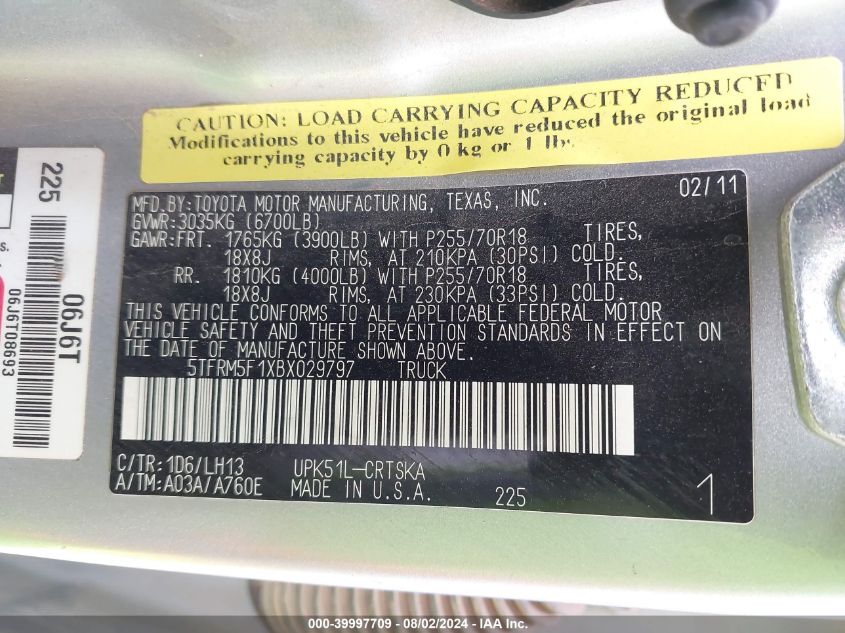 CAUTION: LOAD CARRYING CAPACITY REDUCED
Modifications to this vehicle have reduced the original load
carrying capacity by 0 kg or 1 lb.
MFD.BY:TOYOTA MOTOR MANUFACTURING, TEXAS, INC. 02/11
GVWR:3035KG (6700LB)
GAWR:FRT. 1765KG (3900LB) WITH P255/70R18 TIRES,
18X8J RIMS, AT 210KPA (30PSI) COLD.
RR. 1810KG (4000LB) WITH P255/70R18 TIRES,
18X8J RIMS, AT 230KPA (33PSI) COLD.
THIS VEHICLE CONFORMS TO ALL APPLICABLE FEDERAL MOTOR
VEHICLE SAFETY AND THEFT PREVENTION STANDARDS IN EFFECT ON
THE DATE OF MANUFACTURE SHOWN ABOVE.
5TFRM5F1XBX029797 TRUCK
C/TR:1D6/LH13 UPK51L-CRTSKA
A/TM:A03A/A760E MADE IN U.S.A. 225 1
225
06J6T
06J6T08693
000-39997709 - 08/02/2024 - IAA Inc.